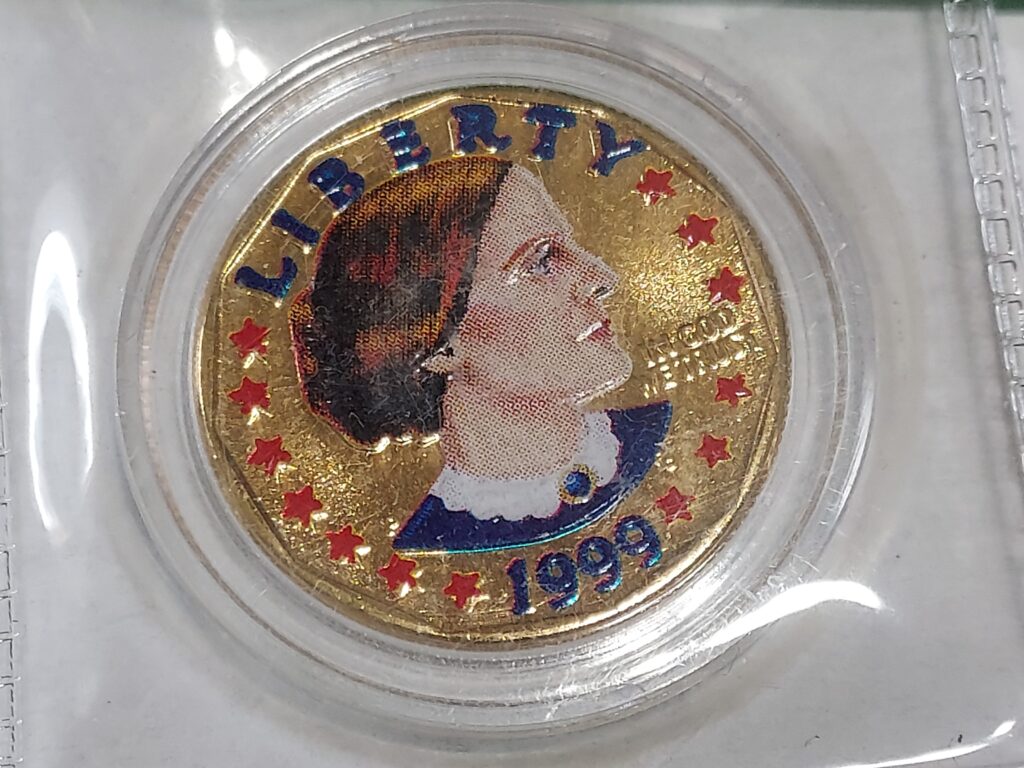 LIBERTY
IN GOD
WE TRUST
1999